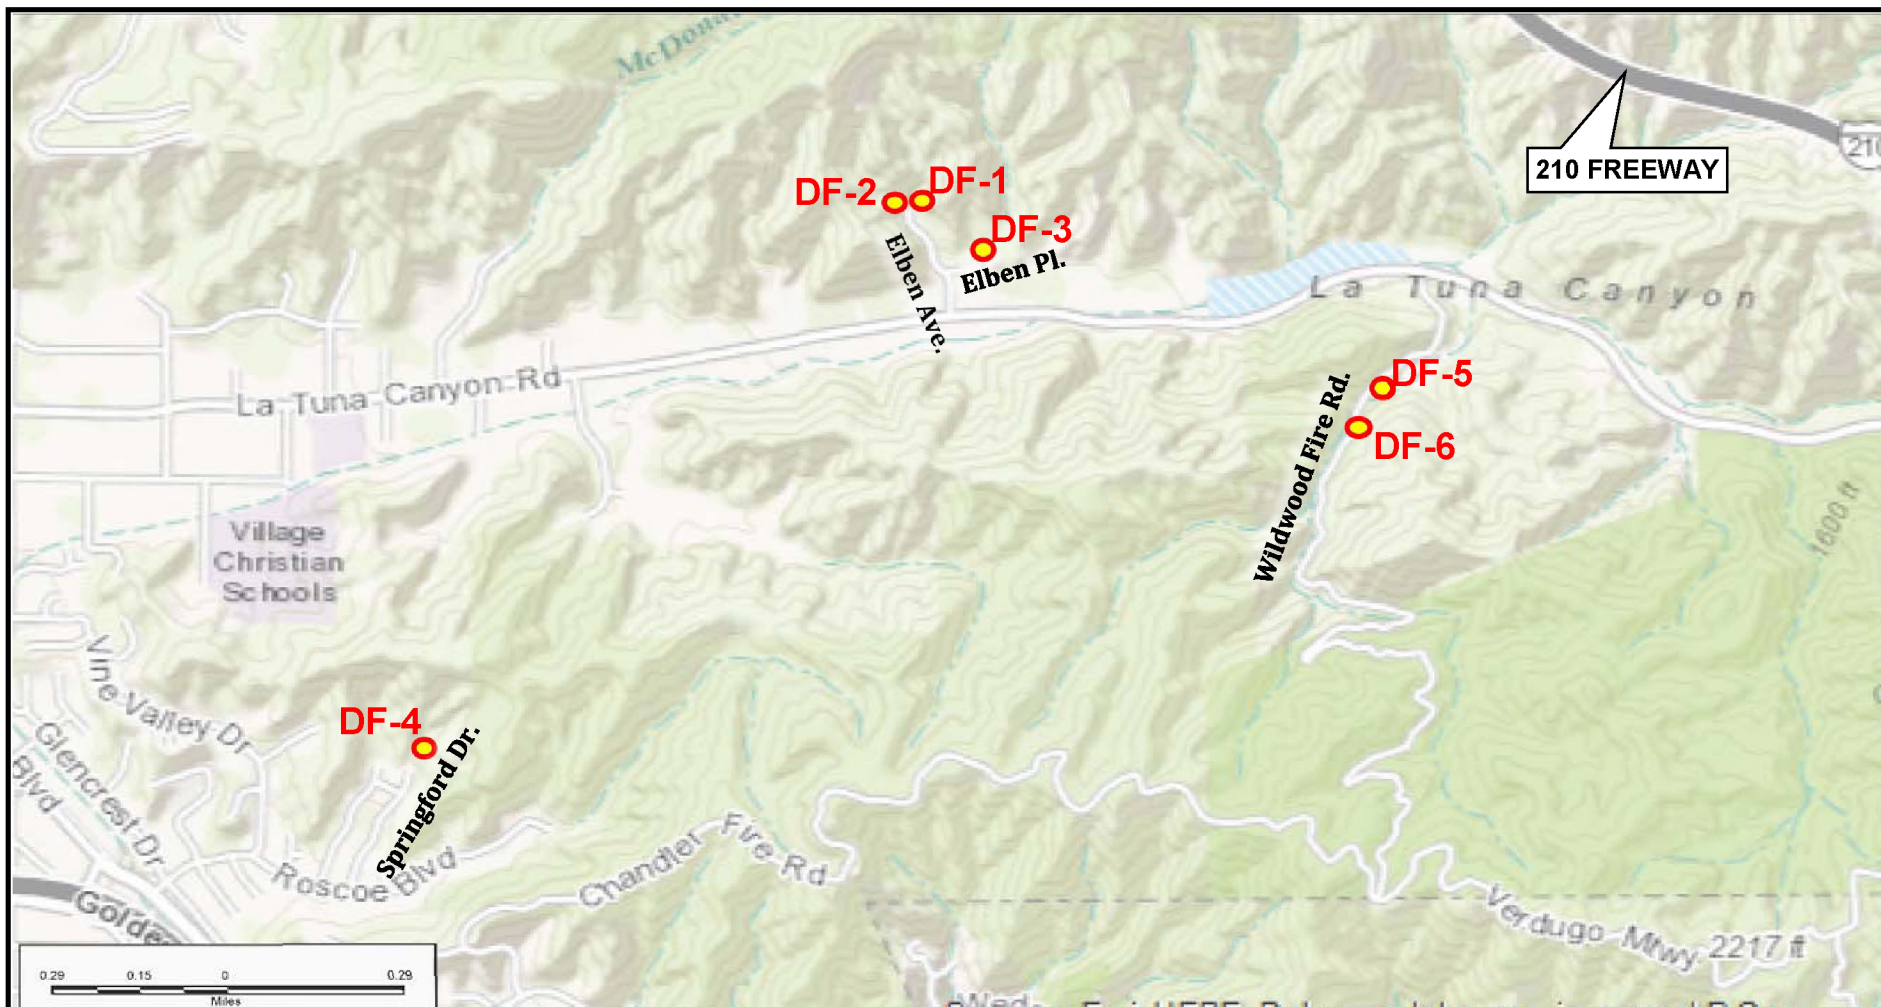 McDona
210
210 FREEWAY
DF-2
DF-1
DF-3
Elben Pl.
Elben Ave.
La Tuna Canyon
La Tuna Canyon Rd
DF-5
DF-6
Wildwood Fire Rd.
1600 ft
Village
Christian
Schools
Vine Valley Dr
DF-4
Springford Dr.
Glencrest Dr
Blvd
Roscoe Blvd
Chandler Fire Rd
Golde
Verdugo Mtwy 2217 ft
0.29 0.15 0 0.29
Miles